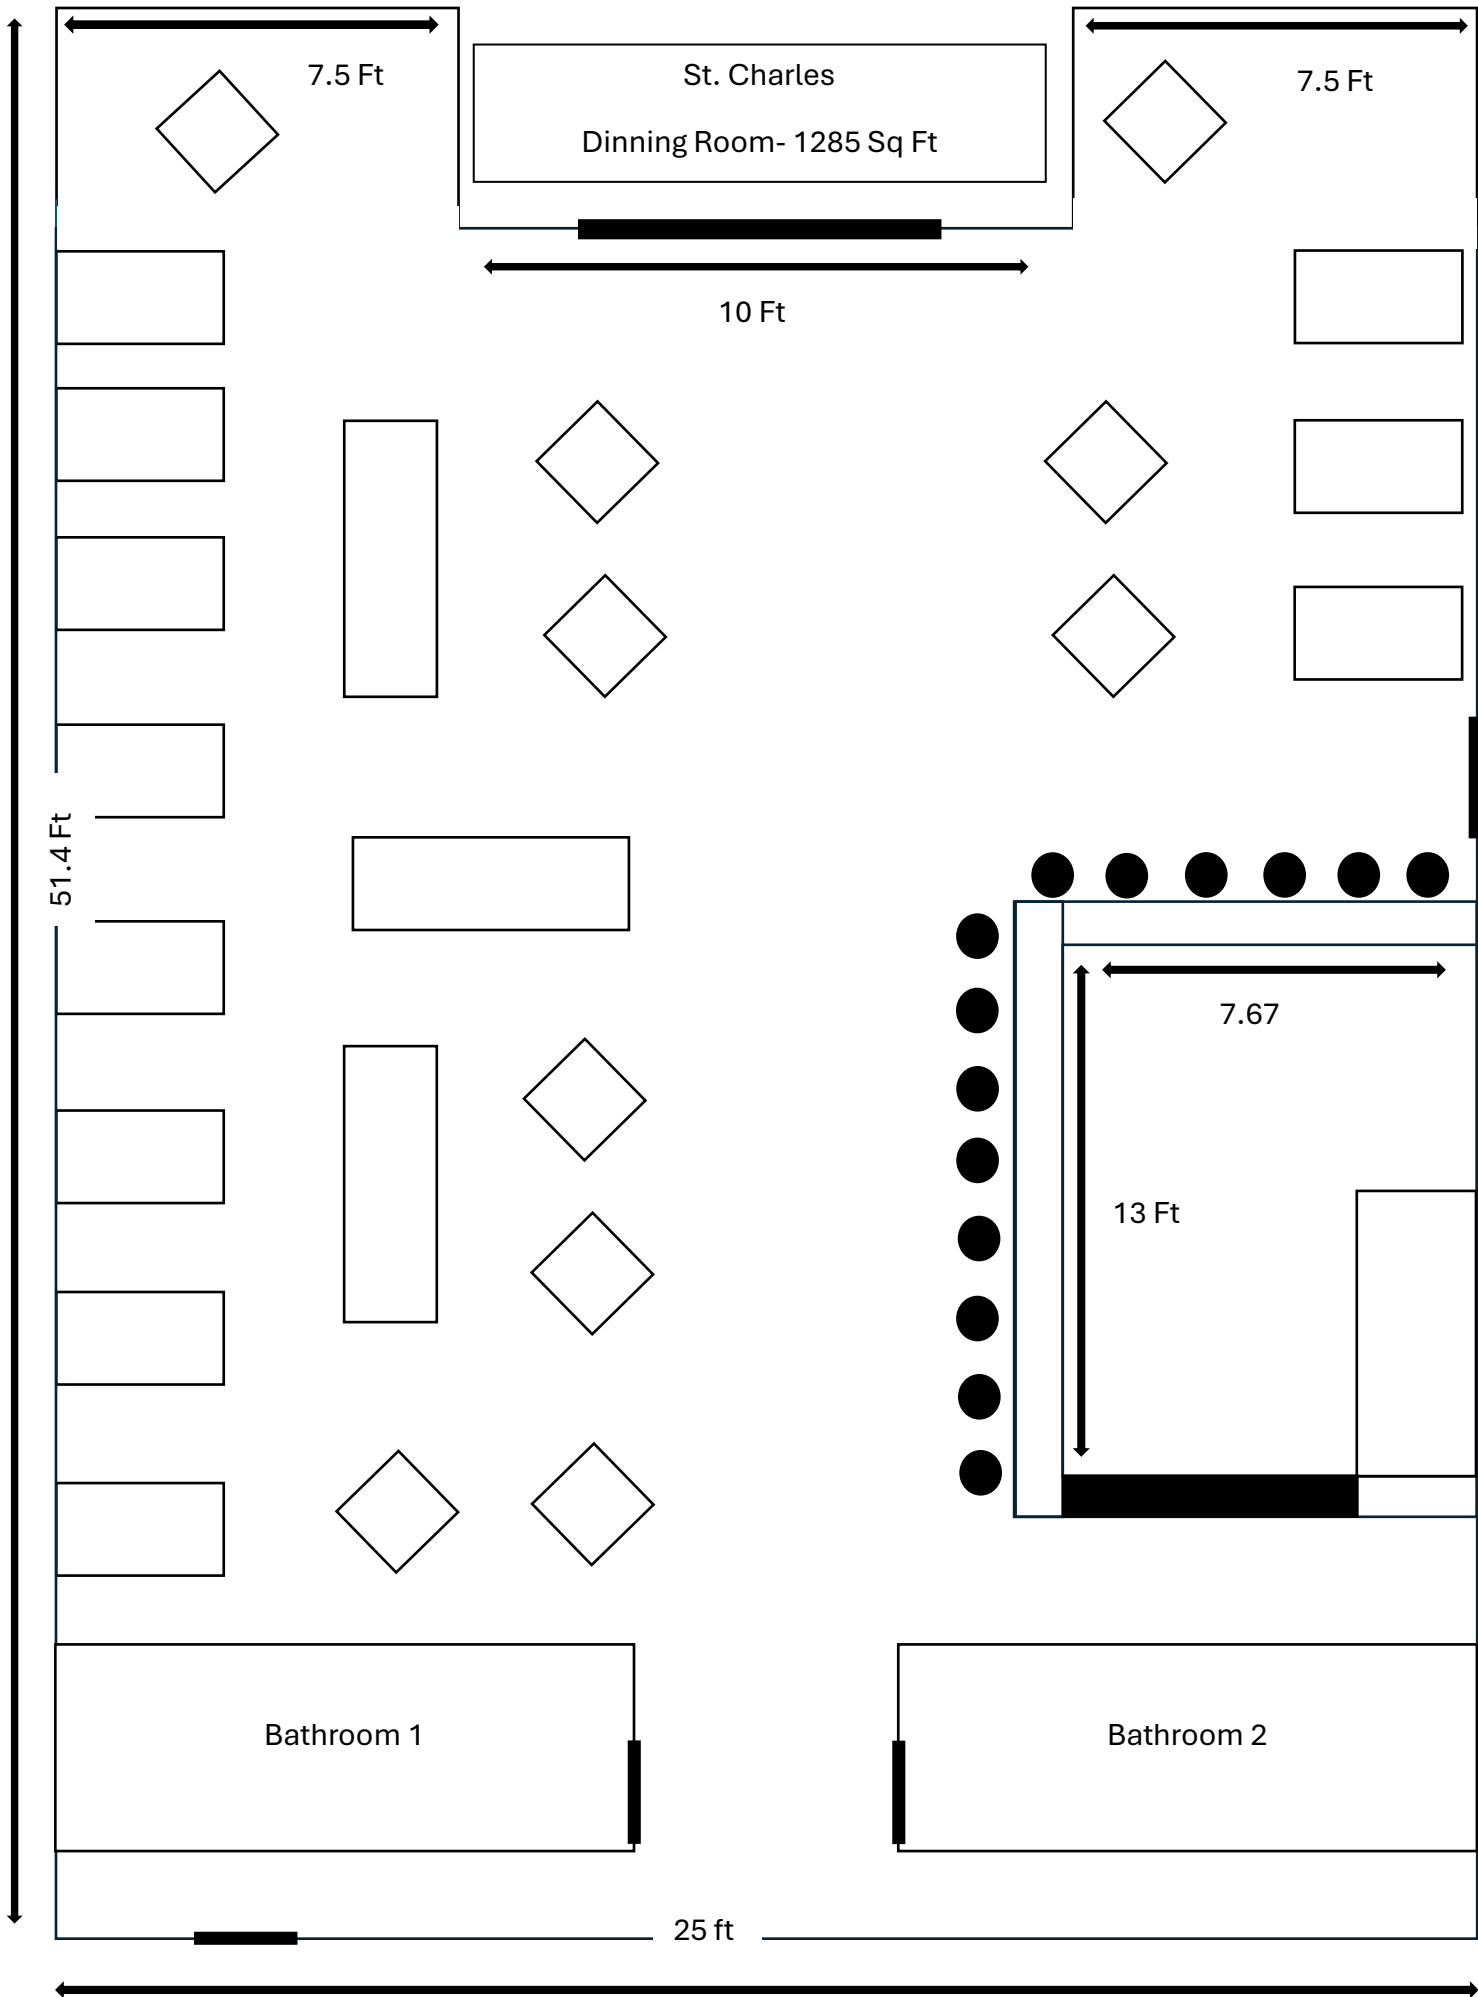 7.5 Ft
St. Charles
Dinning Room- 1285 Sq Ft
7.5 Ft
10 Ft
51.4 Ft
7.67
13 Ft
Bathroom 1
Bathroom 2
25 ft